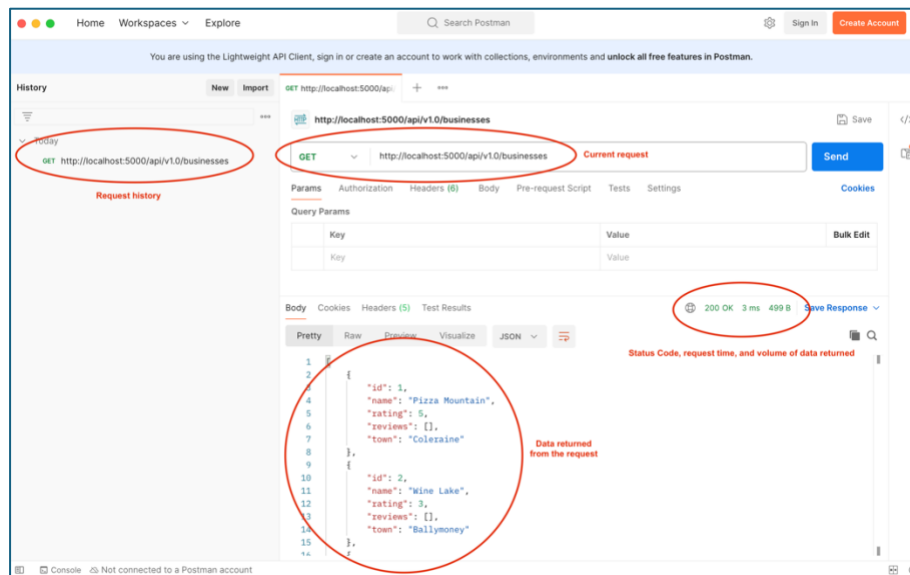 Home Workspaces Explore
Search Postman
Sign In
Create Account
You are using the Lightweight API Client, sign in or create an account to work with collections, environments and unlock all free features in Postman.
History
New Import
GET http://localhost:5000/api
http://localhost:5000/api/v1.0/businesses
Save
Today
GET http://localhost:5000/api/v1.0/businesses
Request history
GET http://localhost:5000/api/v1.0/businesses
Current request
Send
Params Authorization Headers (6) Body Pre-request Script Tests Settings
Cookies
Query Params
Key Value Bulk Edit
Key Value
Body Cookies Headers (5) Test Results
200 OK 3 ms 499 B Save Response
Pretty Raw Preview Visualize JSON
Status Code, request time, and volume of data returned
1 [
2 {
3 "id": 1,
4 "name": "Pizza Mountain",
5 "rating": 5,
6 "reviews": [],
7 "town": "Coleraine"
8 },
9 {
10 "id": 2,
11 "name": "Wine Lake",
12 "rating": 3,
13 "reviews": [],
14 "town": "Ballymoney"
15 },
16 {
Data returned
from the request
Console Not connected to a Postman account